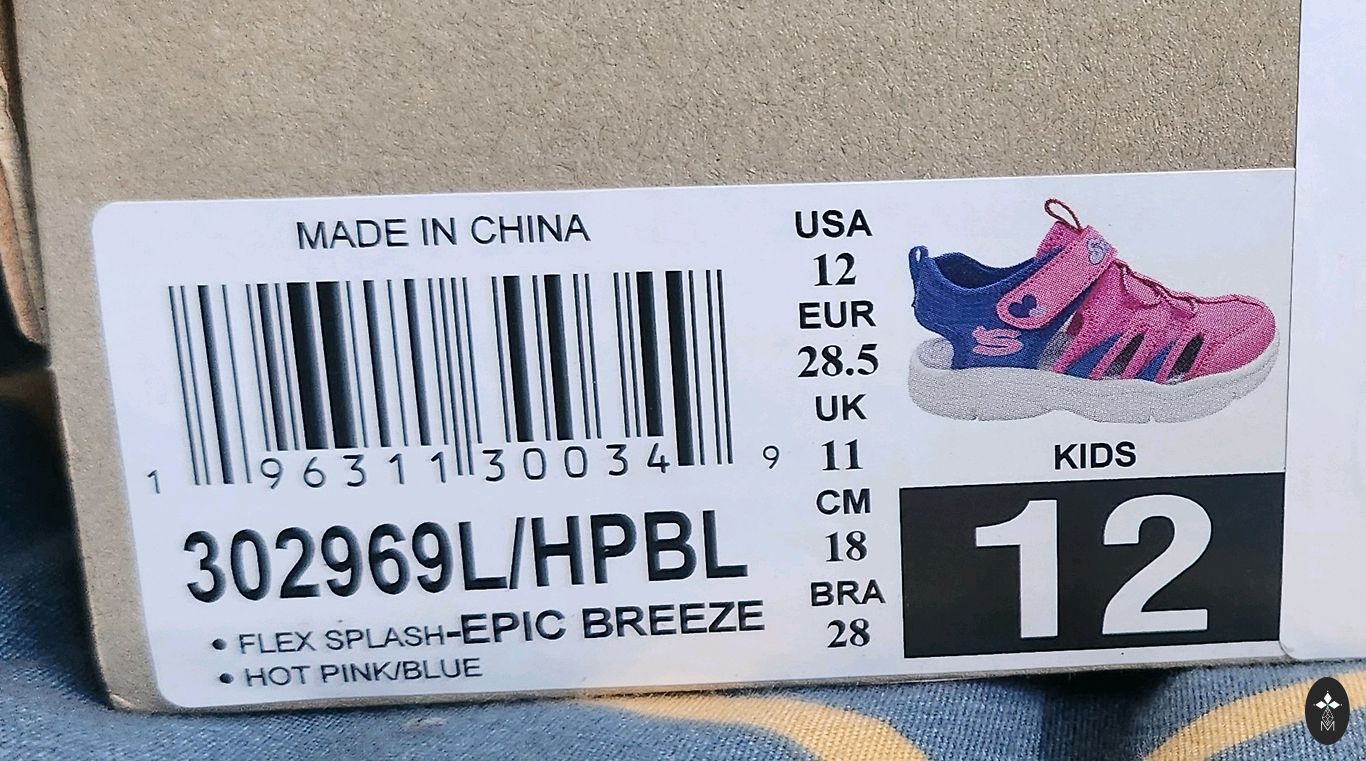 MADE IN CHINA
1 96311 30034 9
302969L/HPBL
• FLEX SPLASH-EPIC BREEZE
• HOT PINK/BLUE
USA
12
EUR
28.5
UK
11
CM
18
BRA
28
S
KIDS
12
M